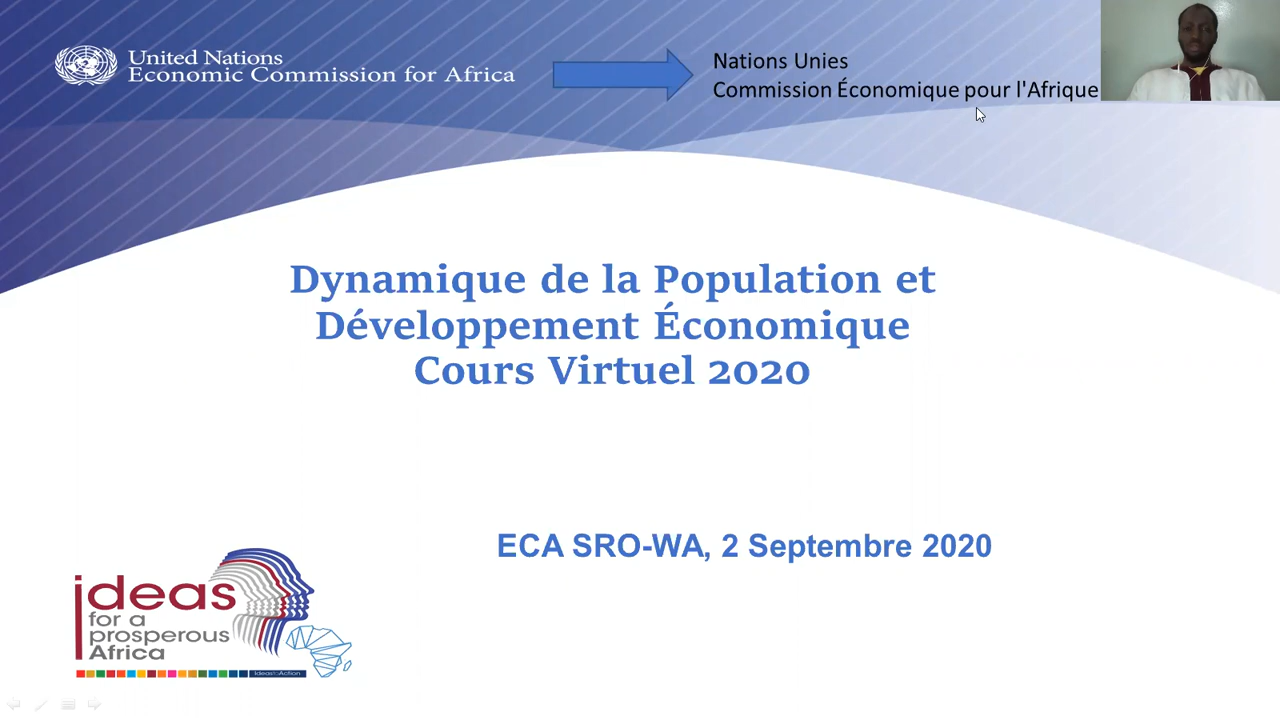 United Nations
Economic Commission for Africa
Nations Unies
Commission Économique pour l'Afrique
Dynamique de la Population et
Développement Économique
Cours Virtuel 2020
ECA SRO-WA, 2 Septembre 2020
ideas
for a
prosperous
Africa
IdeastoAction